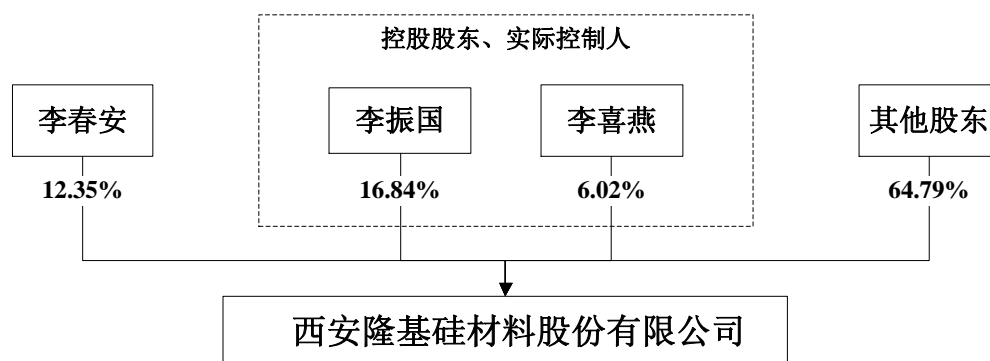 控股股东、实际控制人
李春安
李振国
李喜燕
其他股东
12.35%
16.84%
6.02%
64.79%
西安隆基硅材料股份有限公司